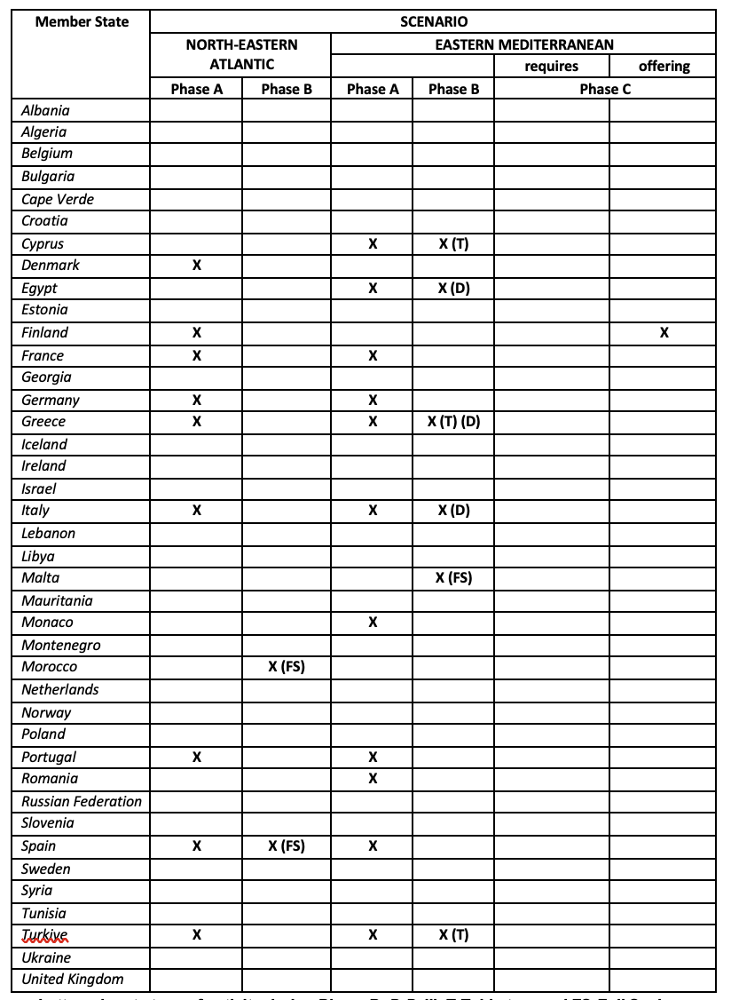 Member State SCENARIO
NORTH-EASTERN ATLANTIC EASTERN MEDITERRANEAN
requires offering
Phase A Phase B Phase A Phase B Phase C
Albania
Algeria
Belgium
Bulgaria
Cape Verde
Croatia
Cyprus X X (T)
Denmark X
Egypt X X (D)
Estonia
Finland X X
France X X
Georgia
Germany X X
Greece X X X (T) (D)
Iceland
Ireland
Israel
Italy X X X (D)
Lebanon
Libya
Malta X (FS)
Mauritania
Monaco X
Montenegro
Morocco X (FS)
Netherlands
Norway
Poland
Portugal X X
Romania X
Russian Federation
Slovenia
Spain X X (FS) X
Sweden
Syria
Tunisia
Turkiye X X X (T)
Ukraine
United Kingdom